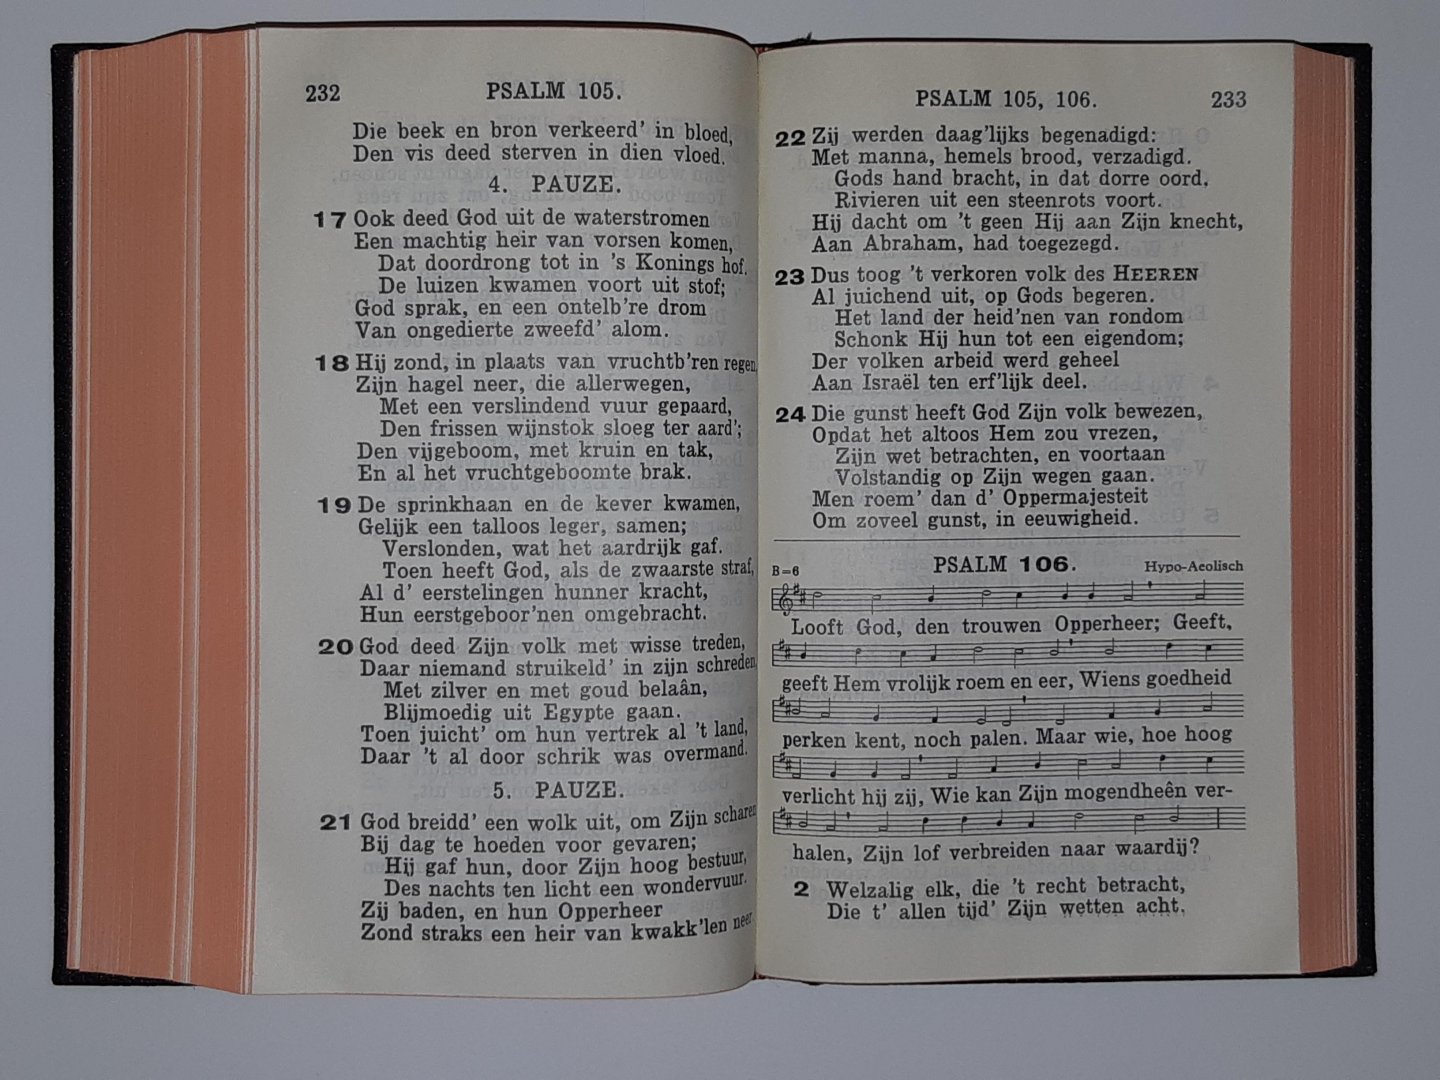 232
PSALM 105.
Die beek en bron verkeerd' in bloed,
Den vis deed sterven in dien vloed.
4. PAUZE.
17 Ook deed God uit de waterstromen
Een machtig heir van vorsen komen,
Dat doordrong tot in 's Konings hof.
De luizen kwamen voort uit stof;
God sprak, en een ontelb're drom
Van ongedierte zweefd' alom.
18 Hij zond, in plaats van vruchtb'ren regen,
Zijn hagel neer, die allerwegen,
Met een verslindend vuur gepaard,
Den frissen wijnstok sloeg ter aard';
Den vijgeboom, met kruin en tak,
En al het vruchtgeboomte brak.
19 De sprinkhaan en de kever kwamen,
Gelijk een talloos leger, samen;
Verslonden, wat het aardrijk gaf.
Toen heeft God, als de zwaarste straf,
Al d' eerstelingen hunner kracht,
Hun eerstgeboor'nen omgebracht.
20 God deed Zijn volk met wisse treden,
Daar niemand struikeld' in zijn schreden,
Met zilver en met goud belaân,
Blijmoedig uit Egypte gaan.
Toen juicht' om hun vertrek al 't land,
Daar 't al door schrik was overmand.
5. PAUZE.
21 God breidd' een wolk uit, om Zijn scharen
Bij dag te hoeden voor gevaren;
Hij gaf hun, door Zijn hoog bestuur,
Des nachts ten licht een wondervuur.
Zij baden, en hun Opperheer
Zond straks een heir van kwakk'len neer.
PSALM 105, 106.
233
22 Zij werden daag'lijks begenadigd:
Met manna, hemels brood, verzadigd.
Gods hand bracht, in dat dorre oord,
Rivieren uit een steenrots voort.
Hij dacht om 't geen Hij aan Zijn knecht,
Aan Abraham, had toegezegd.
23 Dus toog 't verkoren volk des HEEREN
Al juichend uit, op Gods begeren.
Het land der heid'nen van rondom
Schonk Hij hun tot een eigendom;
Der volken arbeid werd geheel
Aan Israël ten erf'lijk deel.
24 Die gunst heeft God Zijn volk bewezen,
Opdat het altoos Hem zou vrezen,
Zijn wet betrachten, en voortaan
Volstandig op Zijn wegen gaan.
Men roem' dan d' Oppermajesteit
Om zoveel gunst, in eeuwigheid.
B=6
PSALM 106.
Hypo-Aeolisch
Looft God, den trouwen Opperheer; Geeft,
geeft Hem vrolijk roem en eer, Wiens goedheid
perken kent, noch palen. Maar wie, hoe hoog
verlicht hij zij, Wie kan Zijn mogendheên ver-
halen, Zijn lof verbreiden naar waardij?
2 Welzalig elk, die 't recht betracht,
Die t' allen tijd' Zijn wetten acht.